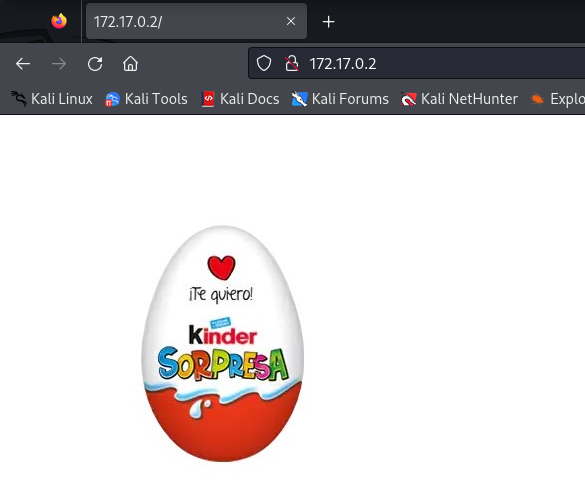 172.17.0.2/
172.17.0.2
Kali Linux Kali Tools Kali Docs Kali Forums Kali NetHunter Explo
¡Te quiero!
Kinder
SORPRESA